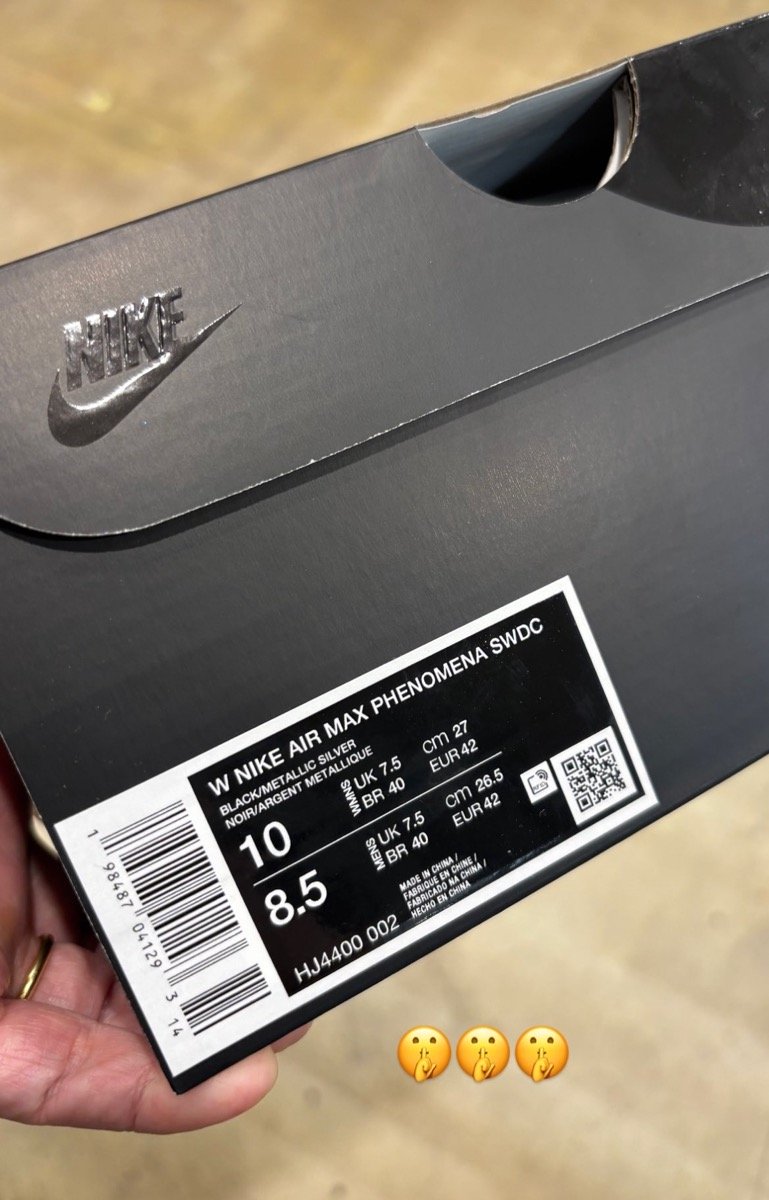 NIKE
W NIKE AIR MAX PHENOMENA SWDC
BLACK/METALLIC SILVER
NOIR/ARGENT METALLIQUE
10
WMNS
UK 7.5
cm 27
BR 40
EUR 42
8.5
MENS
UK 7.5
cm 26.5
BR 40
EUR 42
MADE IN CHINA /
FABRIQUE EN CHINE /
FABRICADO NA CHINA /
HECHO EN CHINA
HJ4400 002
1 98487 04129 3 14